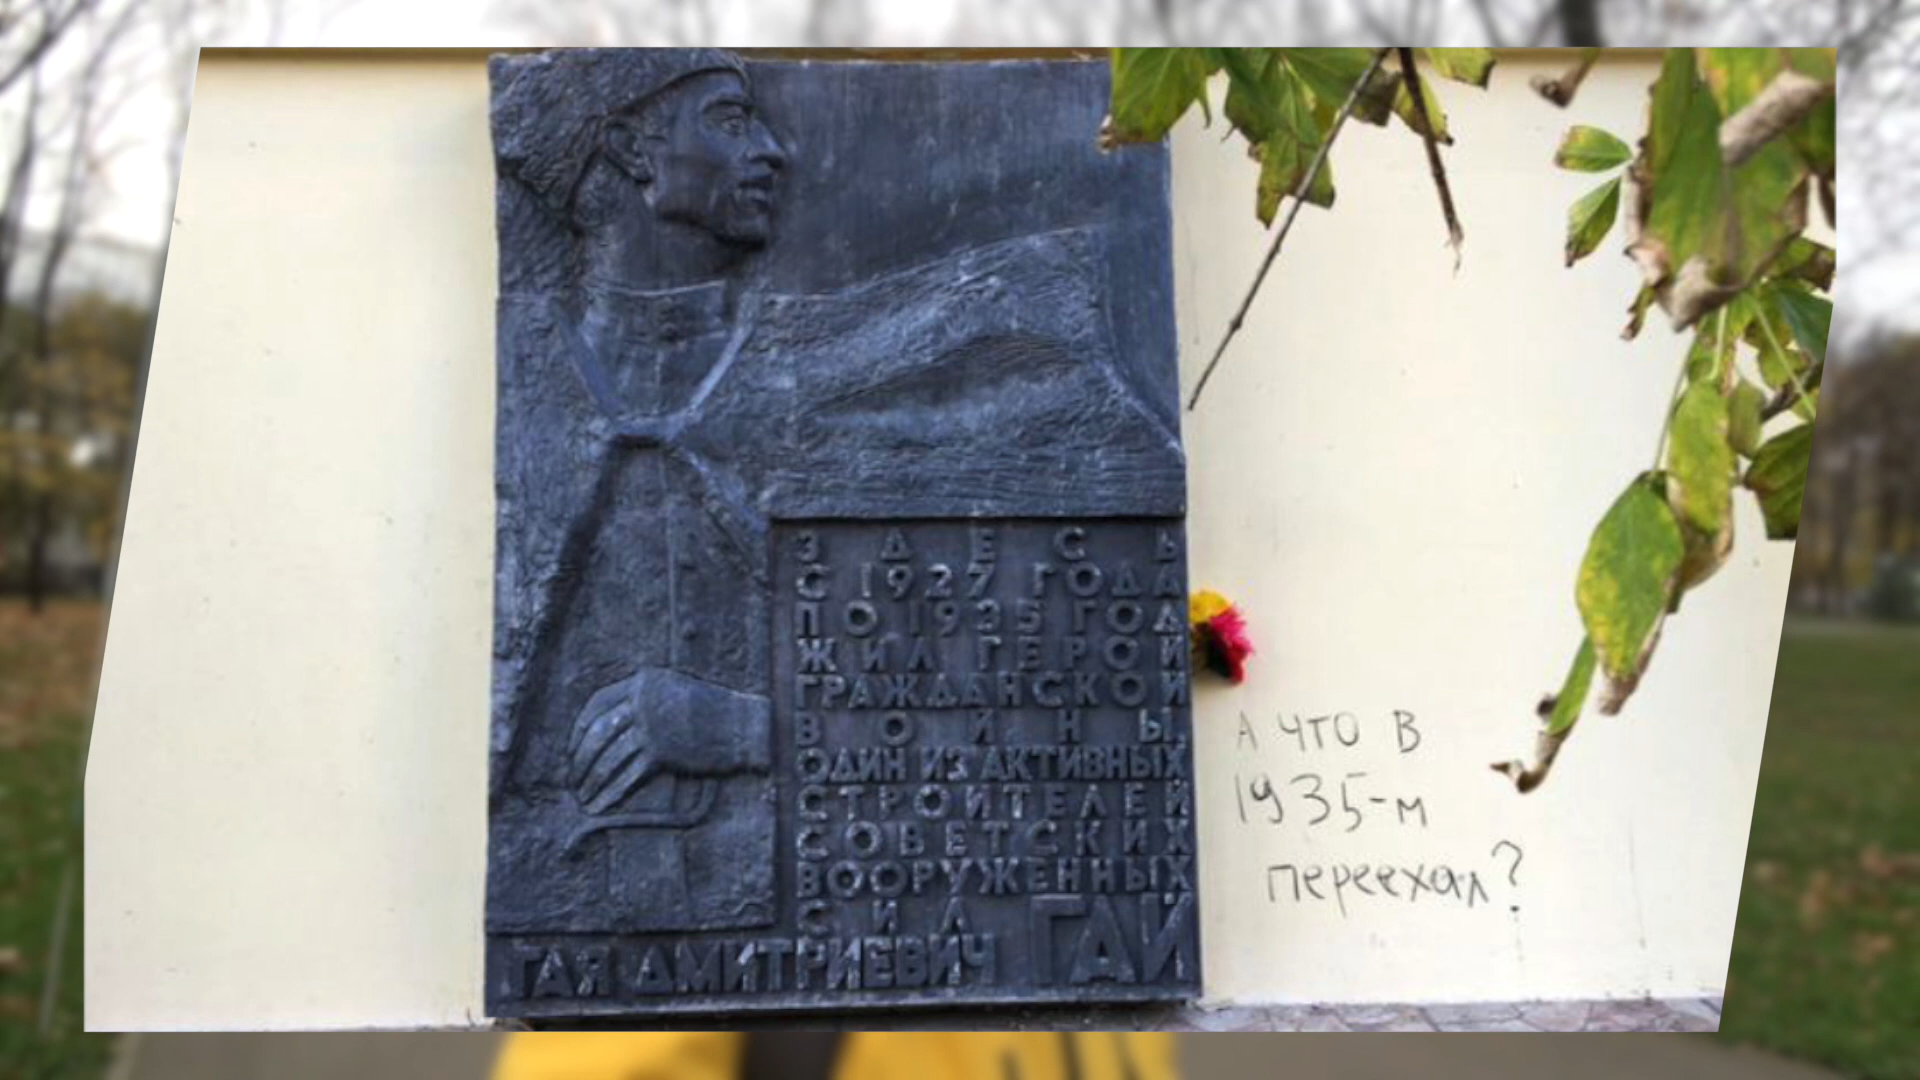 ЗДЕСЬ
С 1927 ГОДА
ПО 1935 ГОД
ЖИЛ ГЕРОЙ
ГРАЖДАНСКОЙ
ВОЙНЫ,
ОДИН ИЗ АКТИВНЫХ
СТРОИТЕЛЕЙ
СОВЕТСКИХ
ВООРУЖЕННЫХ
СИЛ
ГАЯ ДМИТРИЕВИЧ ГАЙ
А ЧТО В
1935-М
переехал?